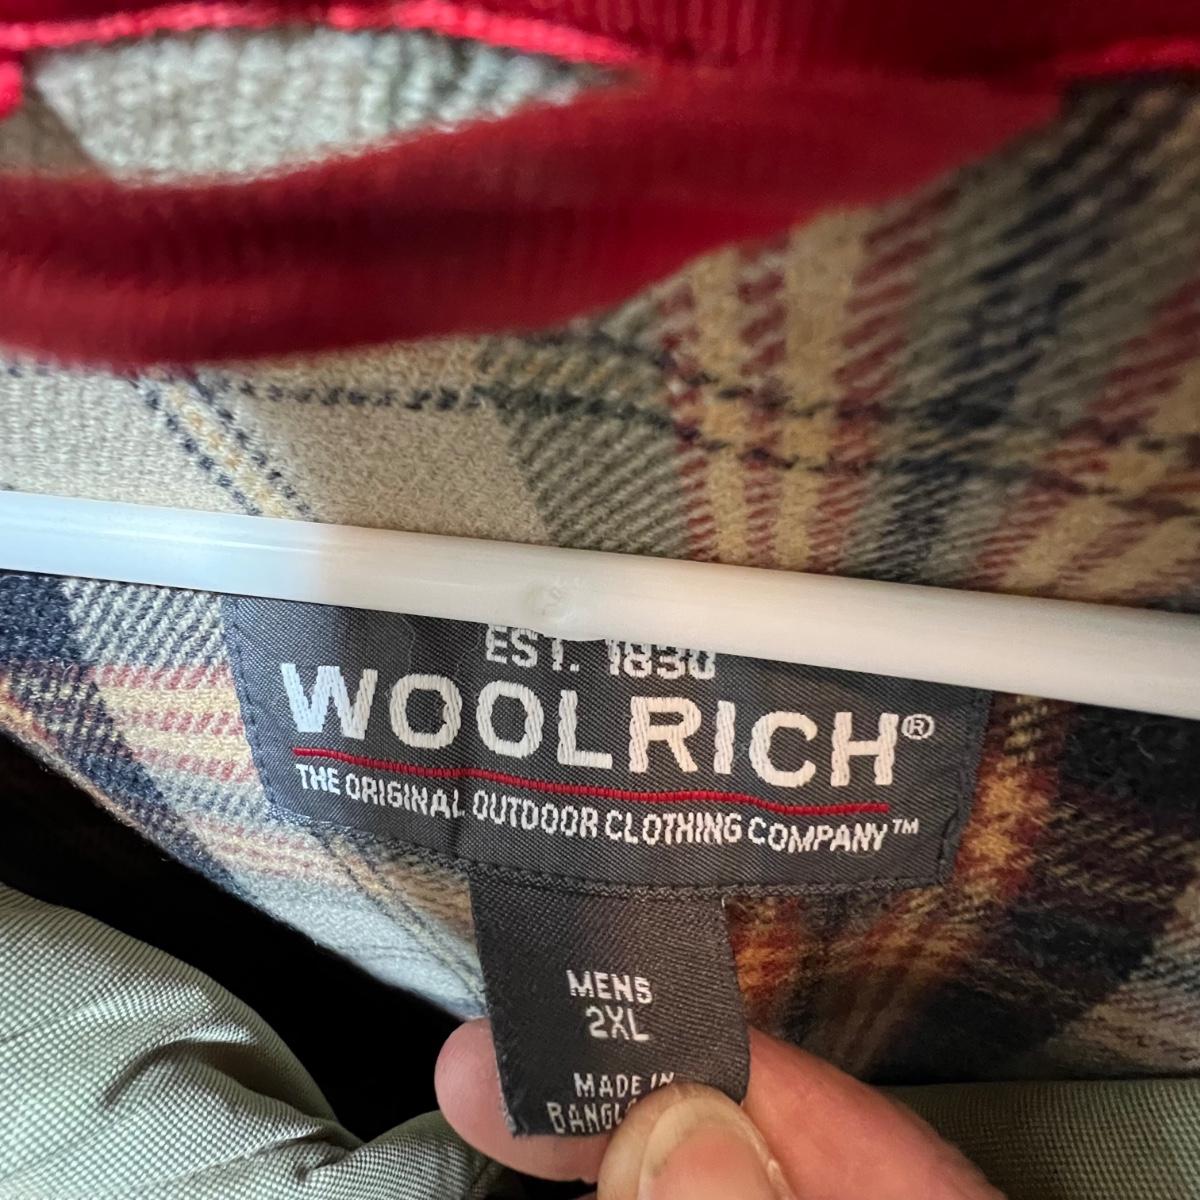 EST. 1830
WOOLRICH®
THE ORIGINAL OUTDOOR CLOTHING COMPANY™
MENS
2XL
MADE IN